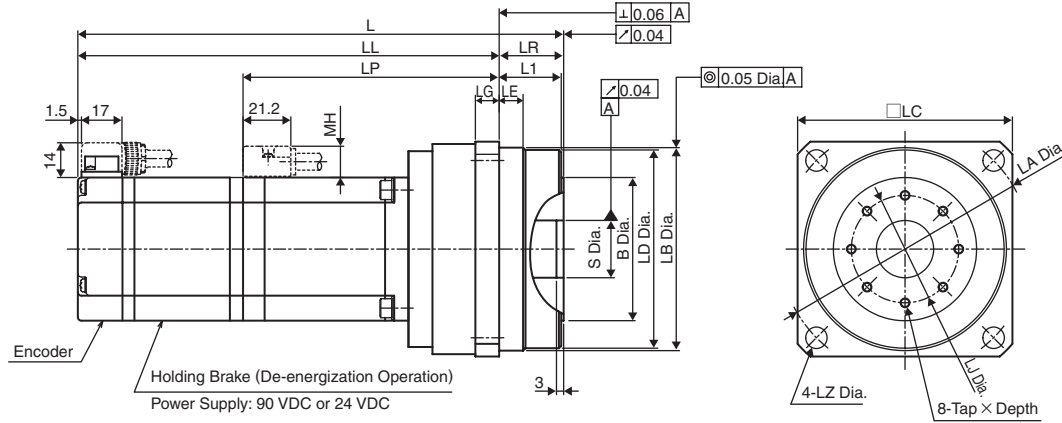 ⊥ 0.06 A
L
↗ 0.04
LL
LR
LP
L1
◎ 0.05 Dia. A
LG
LE
↗ 0.04
A
□LC
1.5
17
21.2
MH
LA Dia.
14
S Dia.
B Dia.
LD Dia.
LB Dia.
Encoder
Holding Brake (De-energization Operation)
Power Supply: 90 VDC or 24 VDC
3
LJ Dia.
4-LZ Dia.
8-Tap × Depth